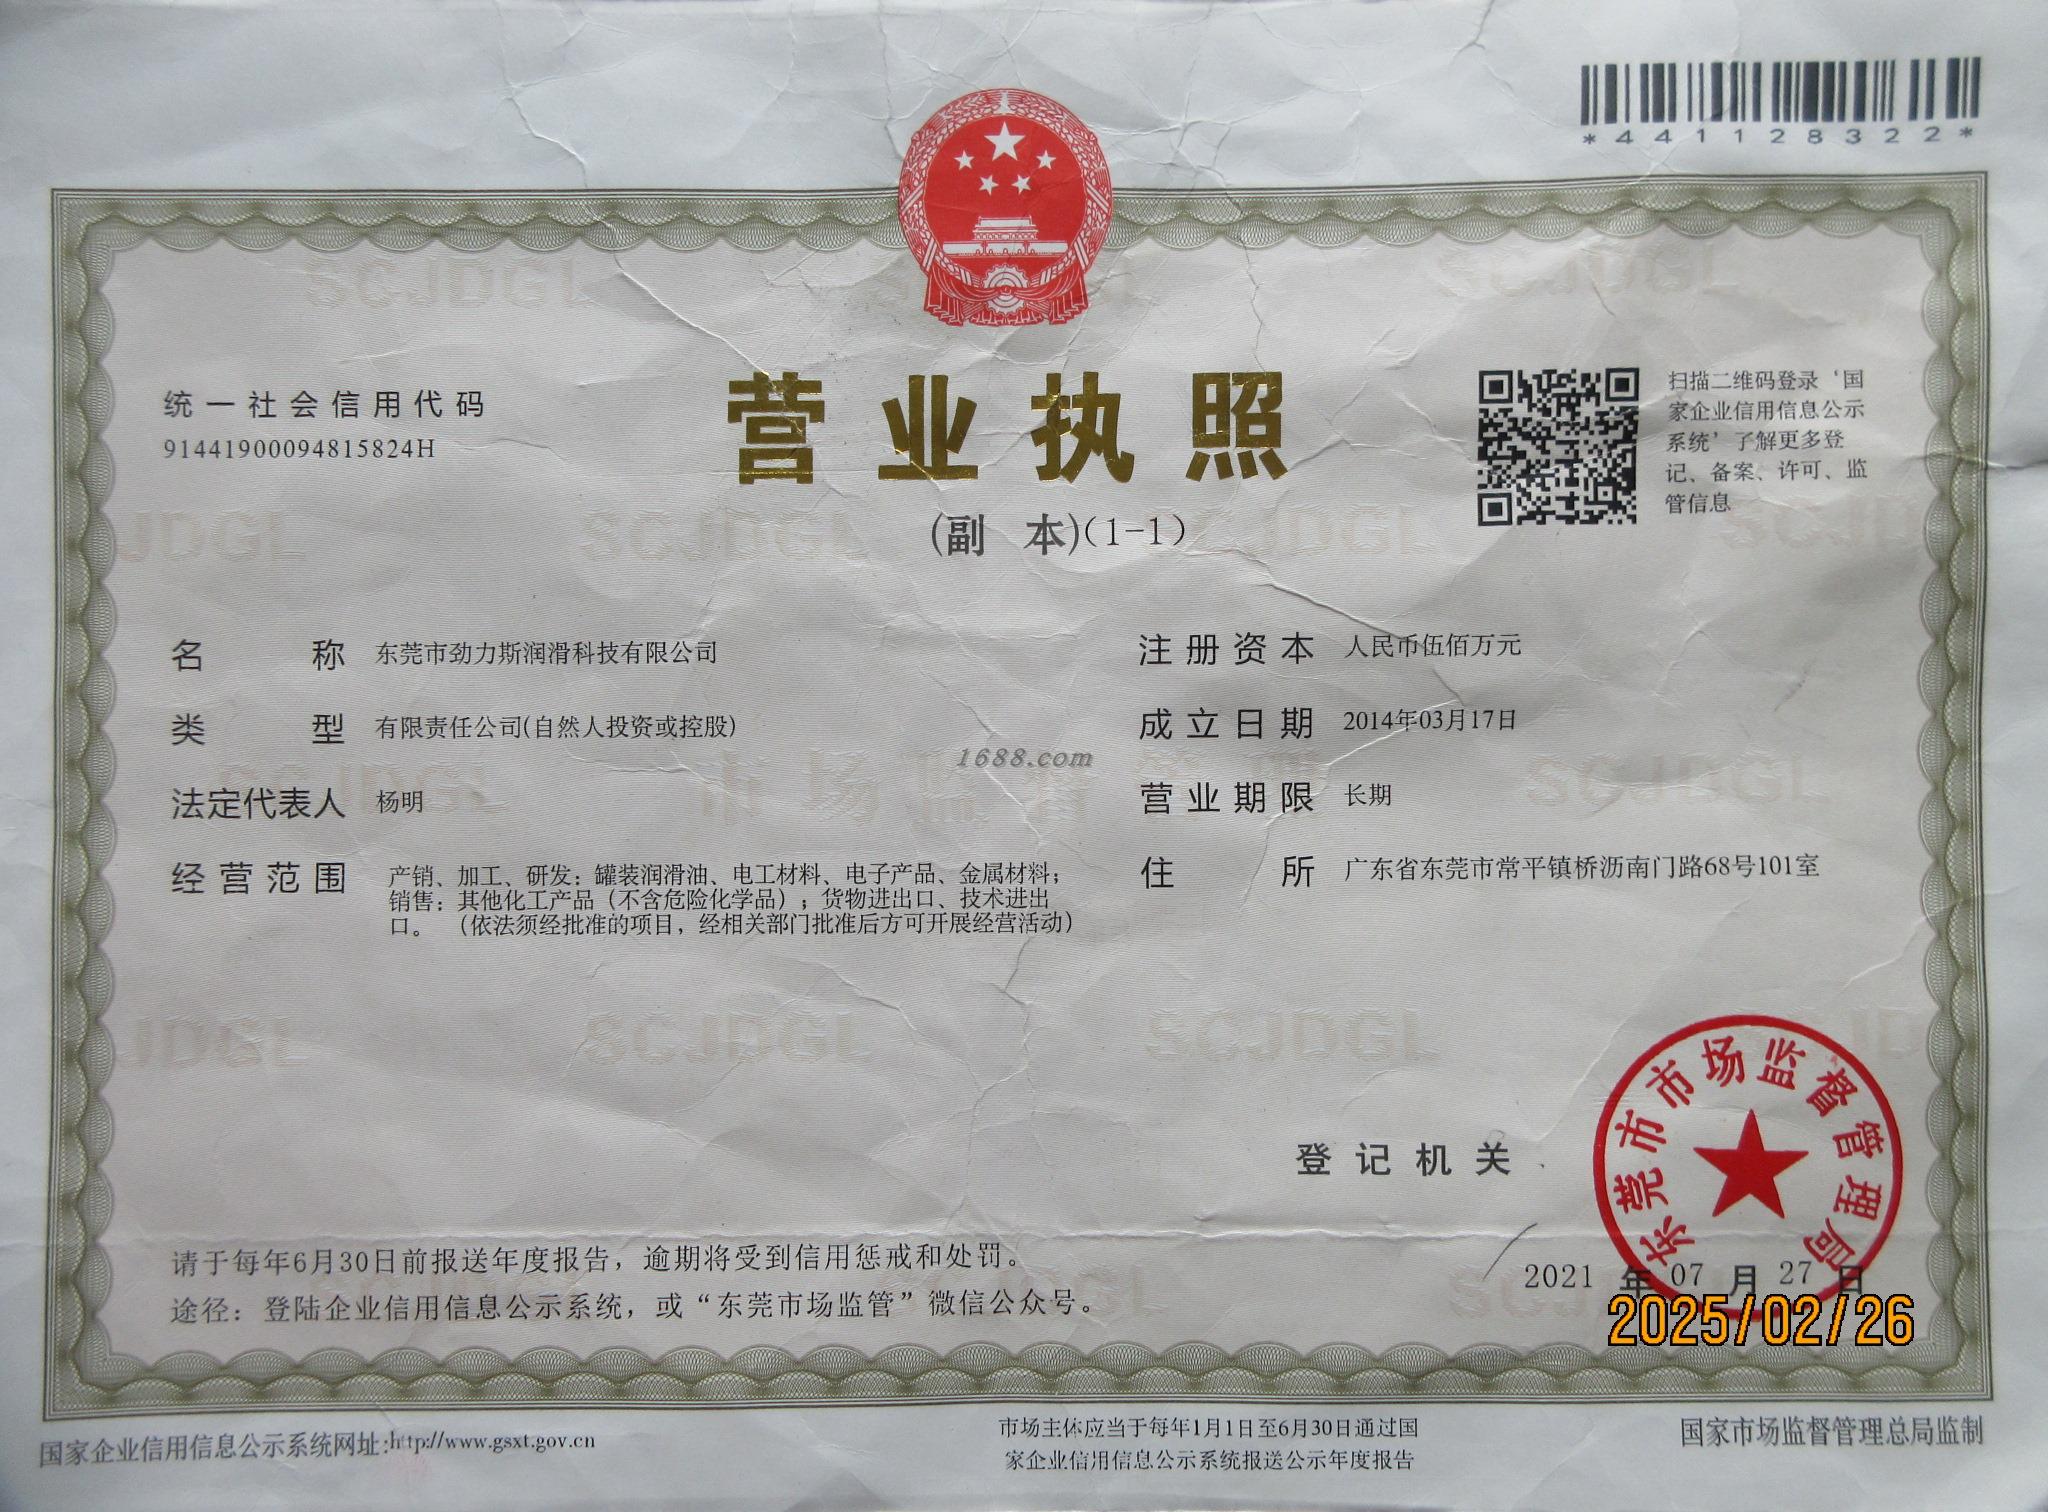 *441128322*
统一社会信用代码
91441900094815824H
营业执照
(副 本)(1-1)
扫描二维码登录‘国
家企业信用信息公示
系统’了解更多登
记、备案、许可、监
管信息
名 称 东莞市劲力斯润滑科技有限公司
类 型 有限责任公司(自然人投资或控股)
法定代表人 杨明
经营范围 产销、加工、研发：罐装润滑油、电工材料、电子产品、金属材料；
销售：其他化工产品（不含危险化学品）；货物进出口、技术进出
口。（依法须经批准的项目，经相关部门批准后方可开展经营活动）
注册资本 人民币伍佰万元
成立日期 2014年03月17日
营业期限 长期
住 所 广东省东莞市常平镇桥沥南门路68号101室
1688.com
登记机关
东莞市市场监督管理局
2021 年 07 月 27 日
2025/02/26
请于每年6月30日前报送年度报告，逾期将受到信用惩戒和处罚。
途径：登陆企业信用信息公示系统，或“东莞市场监管”微信公众号。
国家企业信用信息公示系统网址:http://www.gsxt.gov.cn
市场主体应当于每年1月1日至6月30日通过国
家企业信用信息公示系统报送公示年度报告
国家市场监督管理总局监制